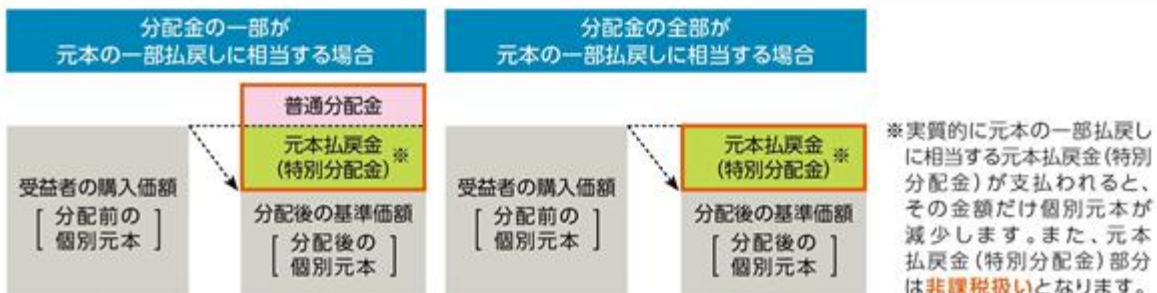 分配金の一部が
元本の一部払戻しに相当する場合
分配金の全部が
元本の一部払戻しに相当する場合
受益者の購入価額
[ 分配前の
個別元本 ]
普通分配金
元本払戻金 ※
(特別分配金)
分配後の基準価額
[ 分配後の
個別元本 ]
受益者の購入価額
[ 分配前の
個別元本 ]
元本払戻金 ※
(特別分配金)
分配後の基準価額
[ 分配後の
個別元本 ]
※実質的に元本の一部払戻し
に相当する元本払戻金(特別
分配金)が支払われると、
その金額だけ個別元本が
減少します。また、元本
払戻金(特別分配金)部分
は非課税扱いとなります。